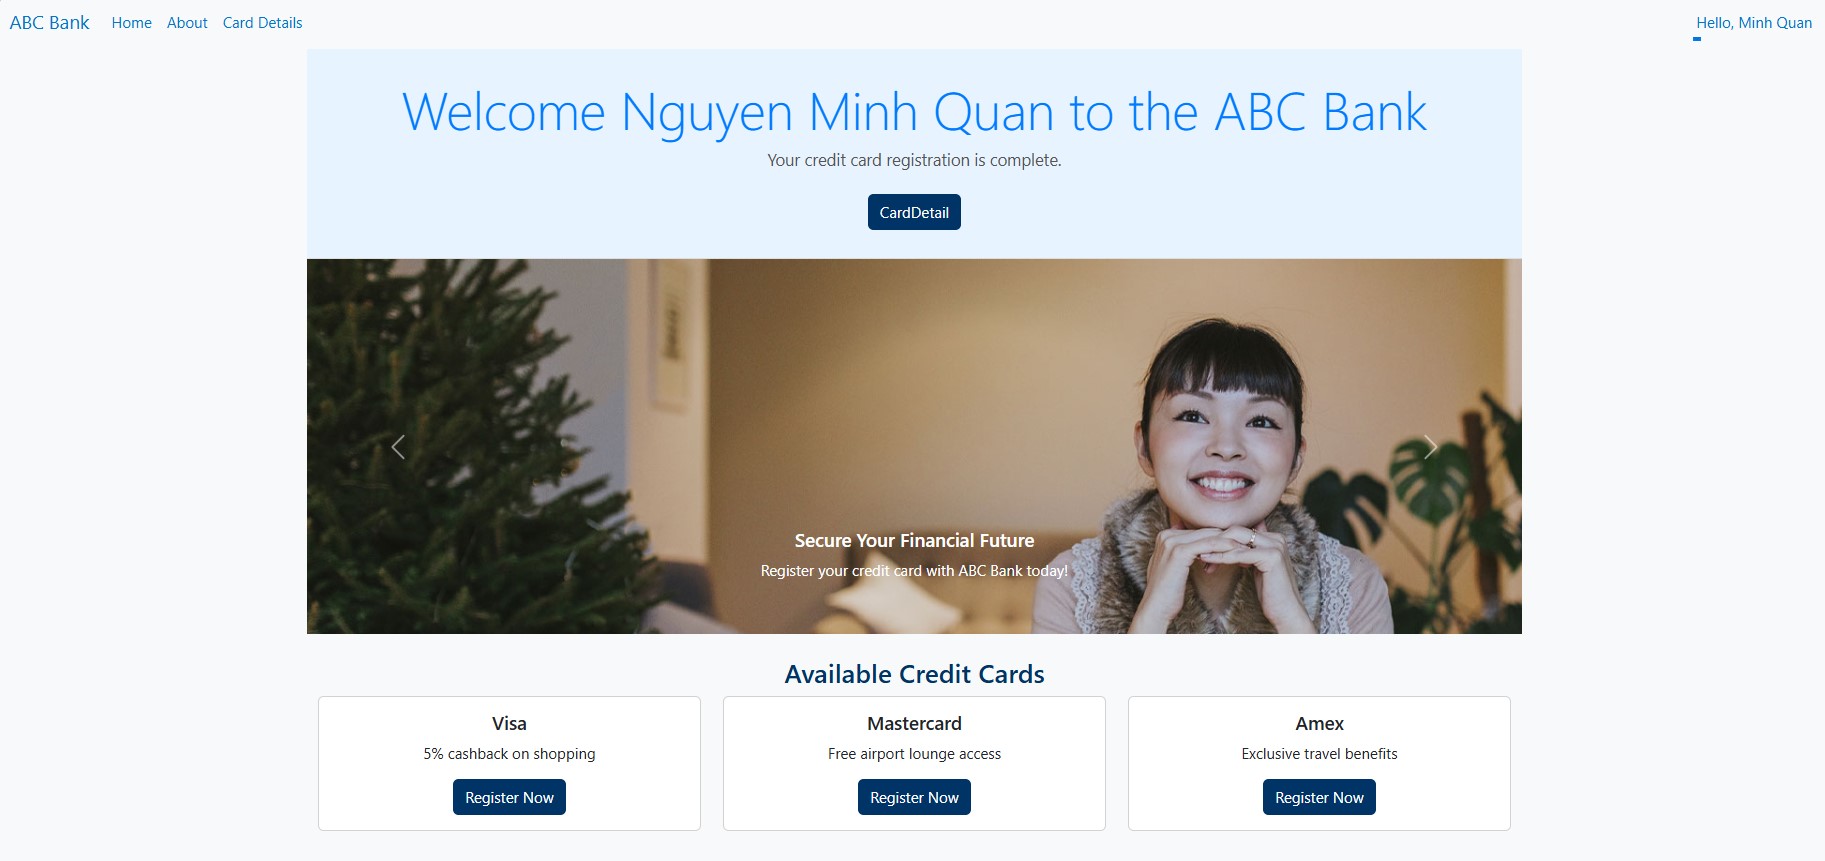 ABC Bank Home About Card Details Hello, Minh Quan
Welcome Nguyen Minh Quan to the ABC Bank
Your credit card registration is complete.
CardDetail
Secure Your Financial Future
Register your credit card with ABC Bank today!
Available Credit Cards
Visa
5% cashback on shopping
Register Now
Mastercard
Free airport lounge access
Register Now
Amex
Exclusive travel benefits
Register Now